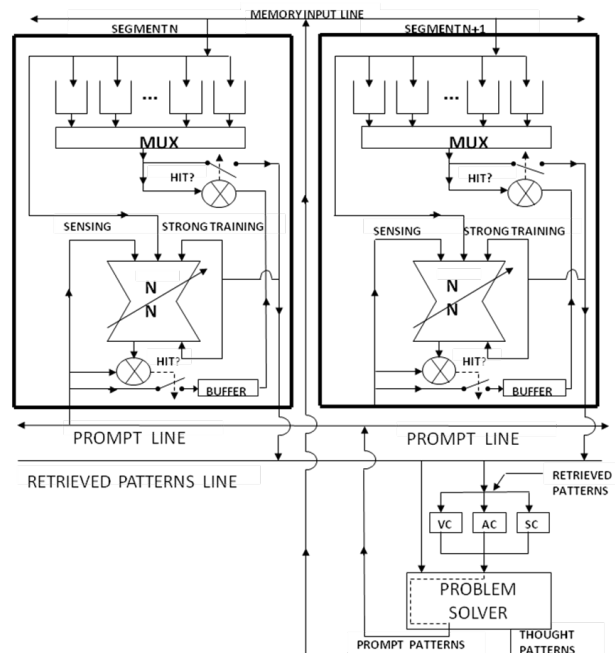 MEMORY INPUT LINE
SEGMENT N
SEGMENT N+1
...
...
MUX
MUX
HIT?
HIT?
SENSING
STRONG TRAINING
SENSING
STRONG TRAINING
N
N
N
N
HIT?
HIT?
BUFFER
BUFFER
PROMPT LINE
PROMPT LINE
RETRIEVED PATTERNS LINE
RETRIEVED
PATTERNS
VC
AC
SC
PROBLEM
SOLVER
PROMPT PATTERNS
THOUGHT
PATTERNS